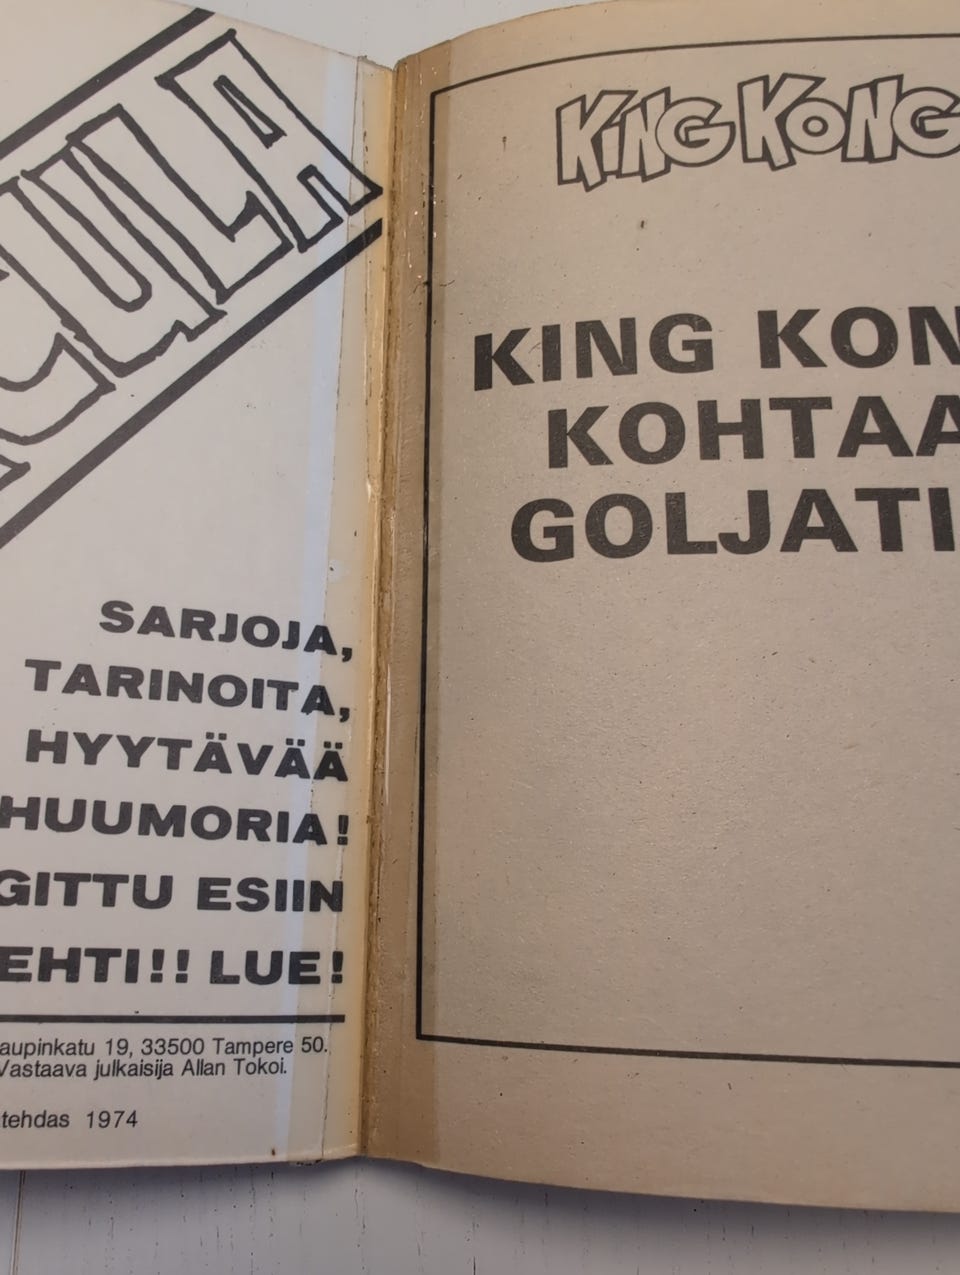 CULA
SARJOJA,
TARINOITA,
HYYTÄVÄÄ
HUUMORIA!
GITTU ESIIN
EHTI!! LUE!
aupinkatu 19, 33500 Tampere 50.
Vastaava julkaisija Allan Tokoi.
tehdas 1974
KING KONG
KING KON
KOHTAA
GOLJATI